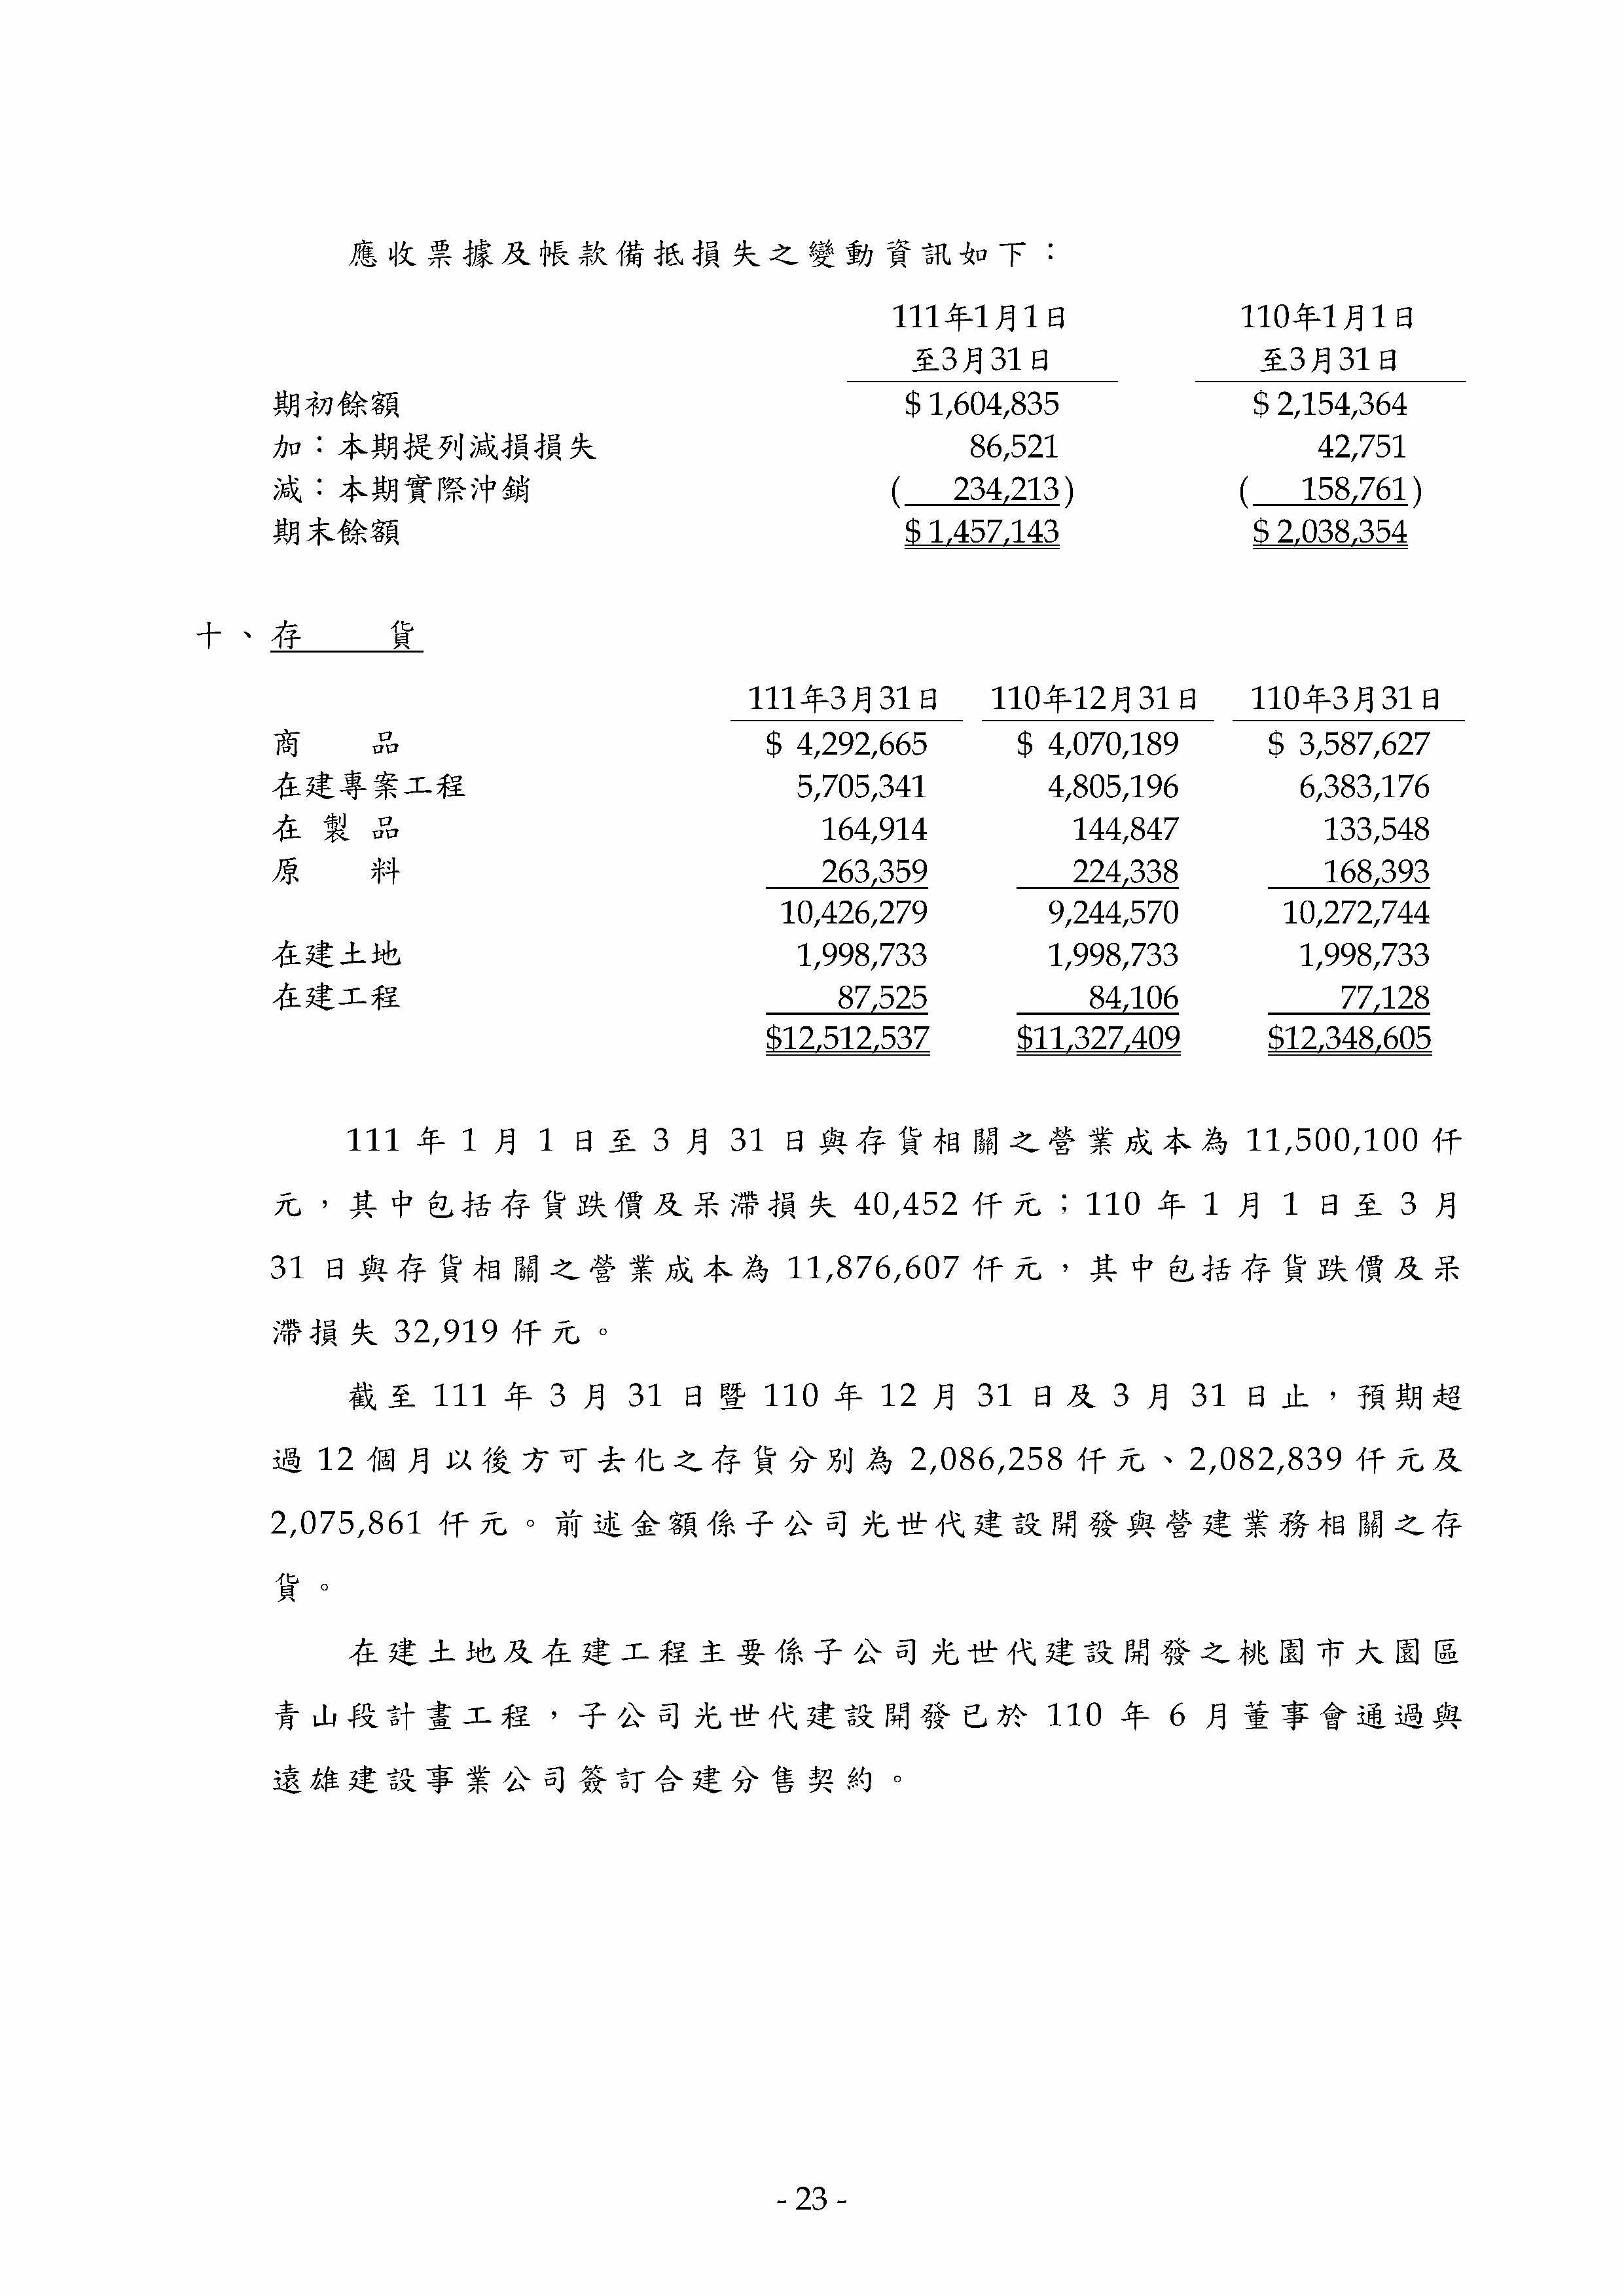 應收票據及帳款備抵損失之變動資訊如下：
111年1月1日 110年1月1日
至3月31日 至3月31日
期初餘額 $ 1,604,835 $ 2,154,364
加：本期提列減損損失 86,521 42,751
減：本期實際沖銷 ( 234,213) ( 158,761)
期末餘額 $ 1,457,143 $ 2,038,354
十、存 貨
111年3月31日 110年12月31日 110年3月31日
商 品 $ 4,292,665 $ 4,070,189 $ 3,587,627
在建專案工程 5,705,341 4,805,196 6,383,176
在 製 品 164,914 144,847 133,548
原 料 263,359 224,338 168,393
10,426,279 9,244,570 10,272,744
在建土地 1,998,733 1,998,733 1,998,733
在建工程 87,525 84,106 77,128
$12,512,537 $11,327,409 $12,348,605
111 年 1 月 1 日至 3 月 31 日與存貨相關之營業成本為 11,500,100 仟
元，其中包括存貨跌價及呆滯損失 40,452 仟元；110 年 1 月 1 日至 3 月
31 日與存貨相關之營業成本為 11,876,607 仟元，其中包括存貨跌價及呆
滯損失 32,919 仟元。
截至 111 年 3 月 31 日暨 110 年 12 月 31 日及 3 月 31 日止，預期超
過 12 個月以後方可去化之存貨分別為 2,086,258 仟元、2,082,839 仟元及
2,075,861 仟元。前述金額係子公司光世代建設開發與營建業務相關之存
貨。
在建土地及在建工程主要係子公司光世代建設開發之桃園市大園區
青山段計畫工程，子公司光世代建設開發已於 110 年 6 月董事會通過與
遠雄建設事業公司簽訂合建分售契約。
- 23 -